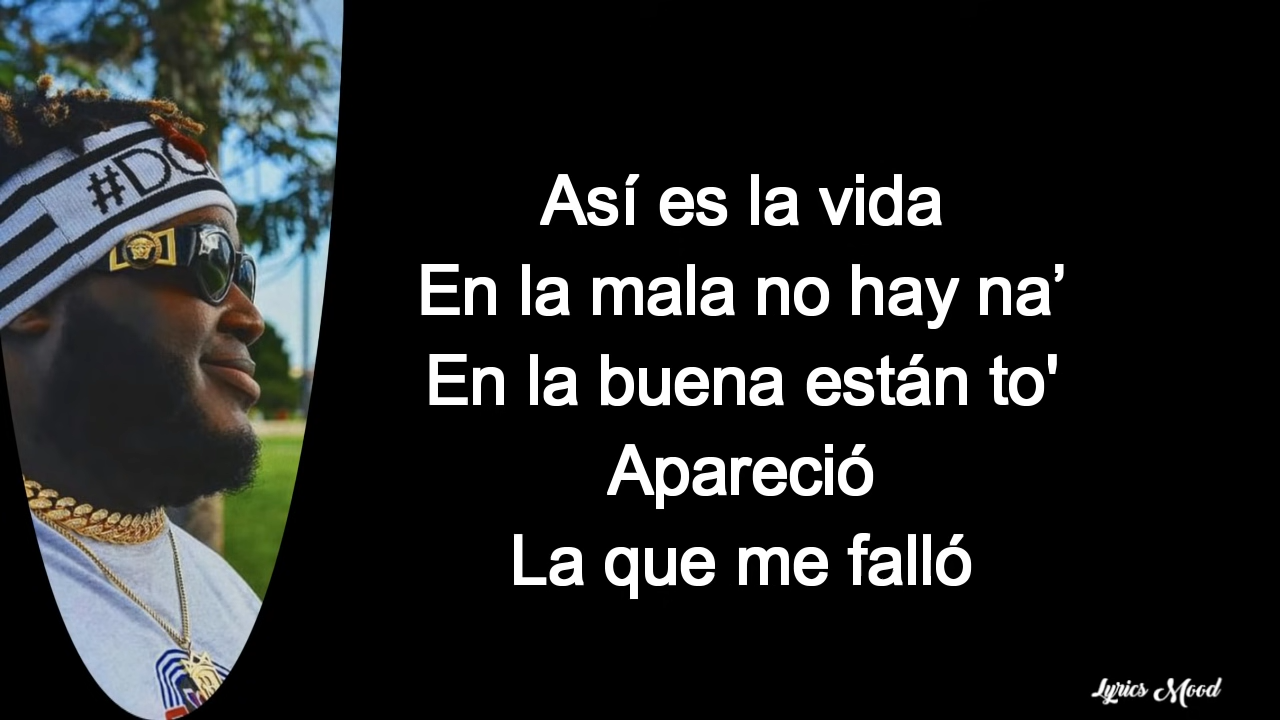 #DO
Así es la vida
En la mala no hay na’
En la buena están to'
Apareció
La que me falló
Lyrics Mood